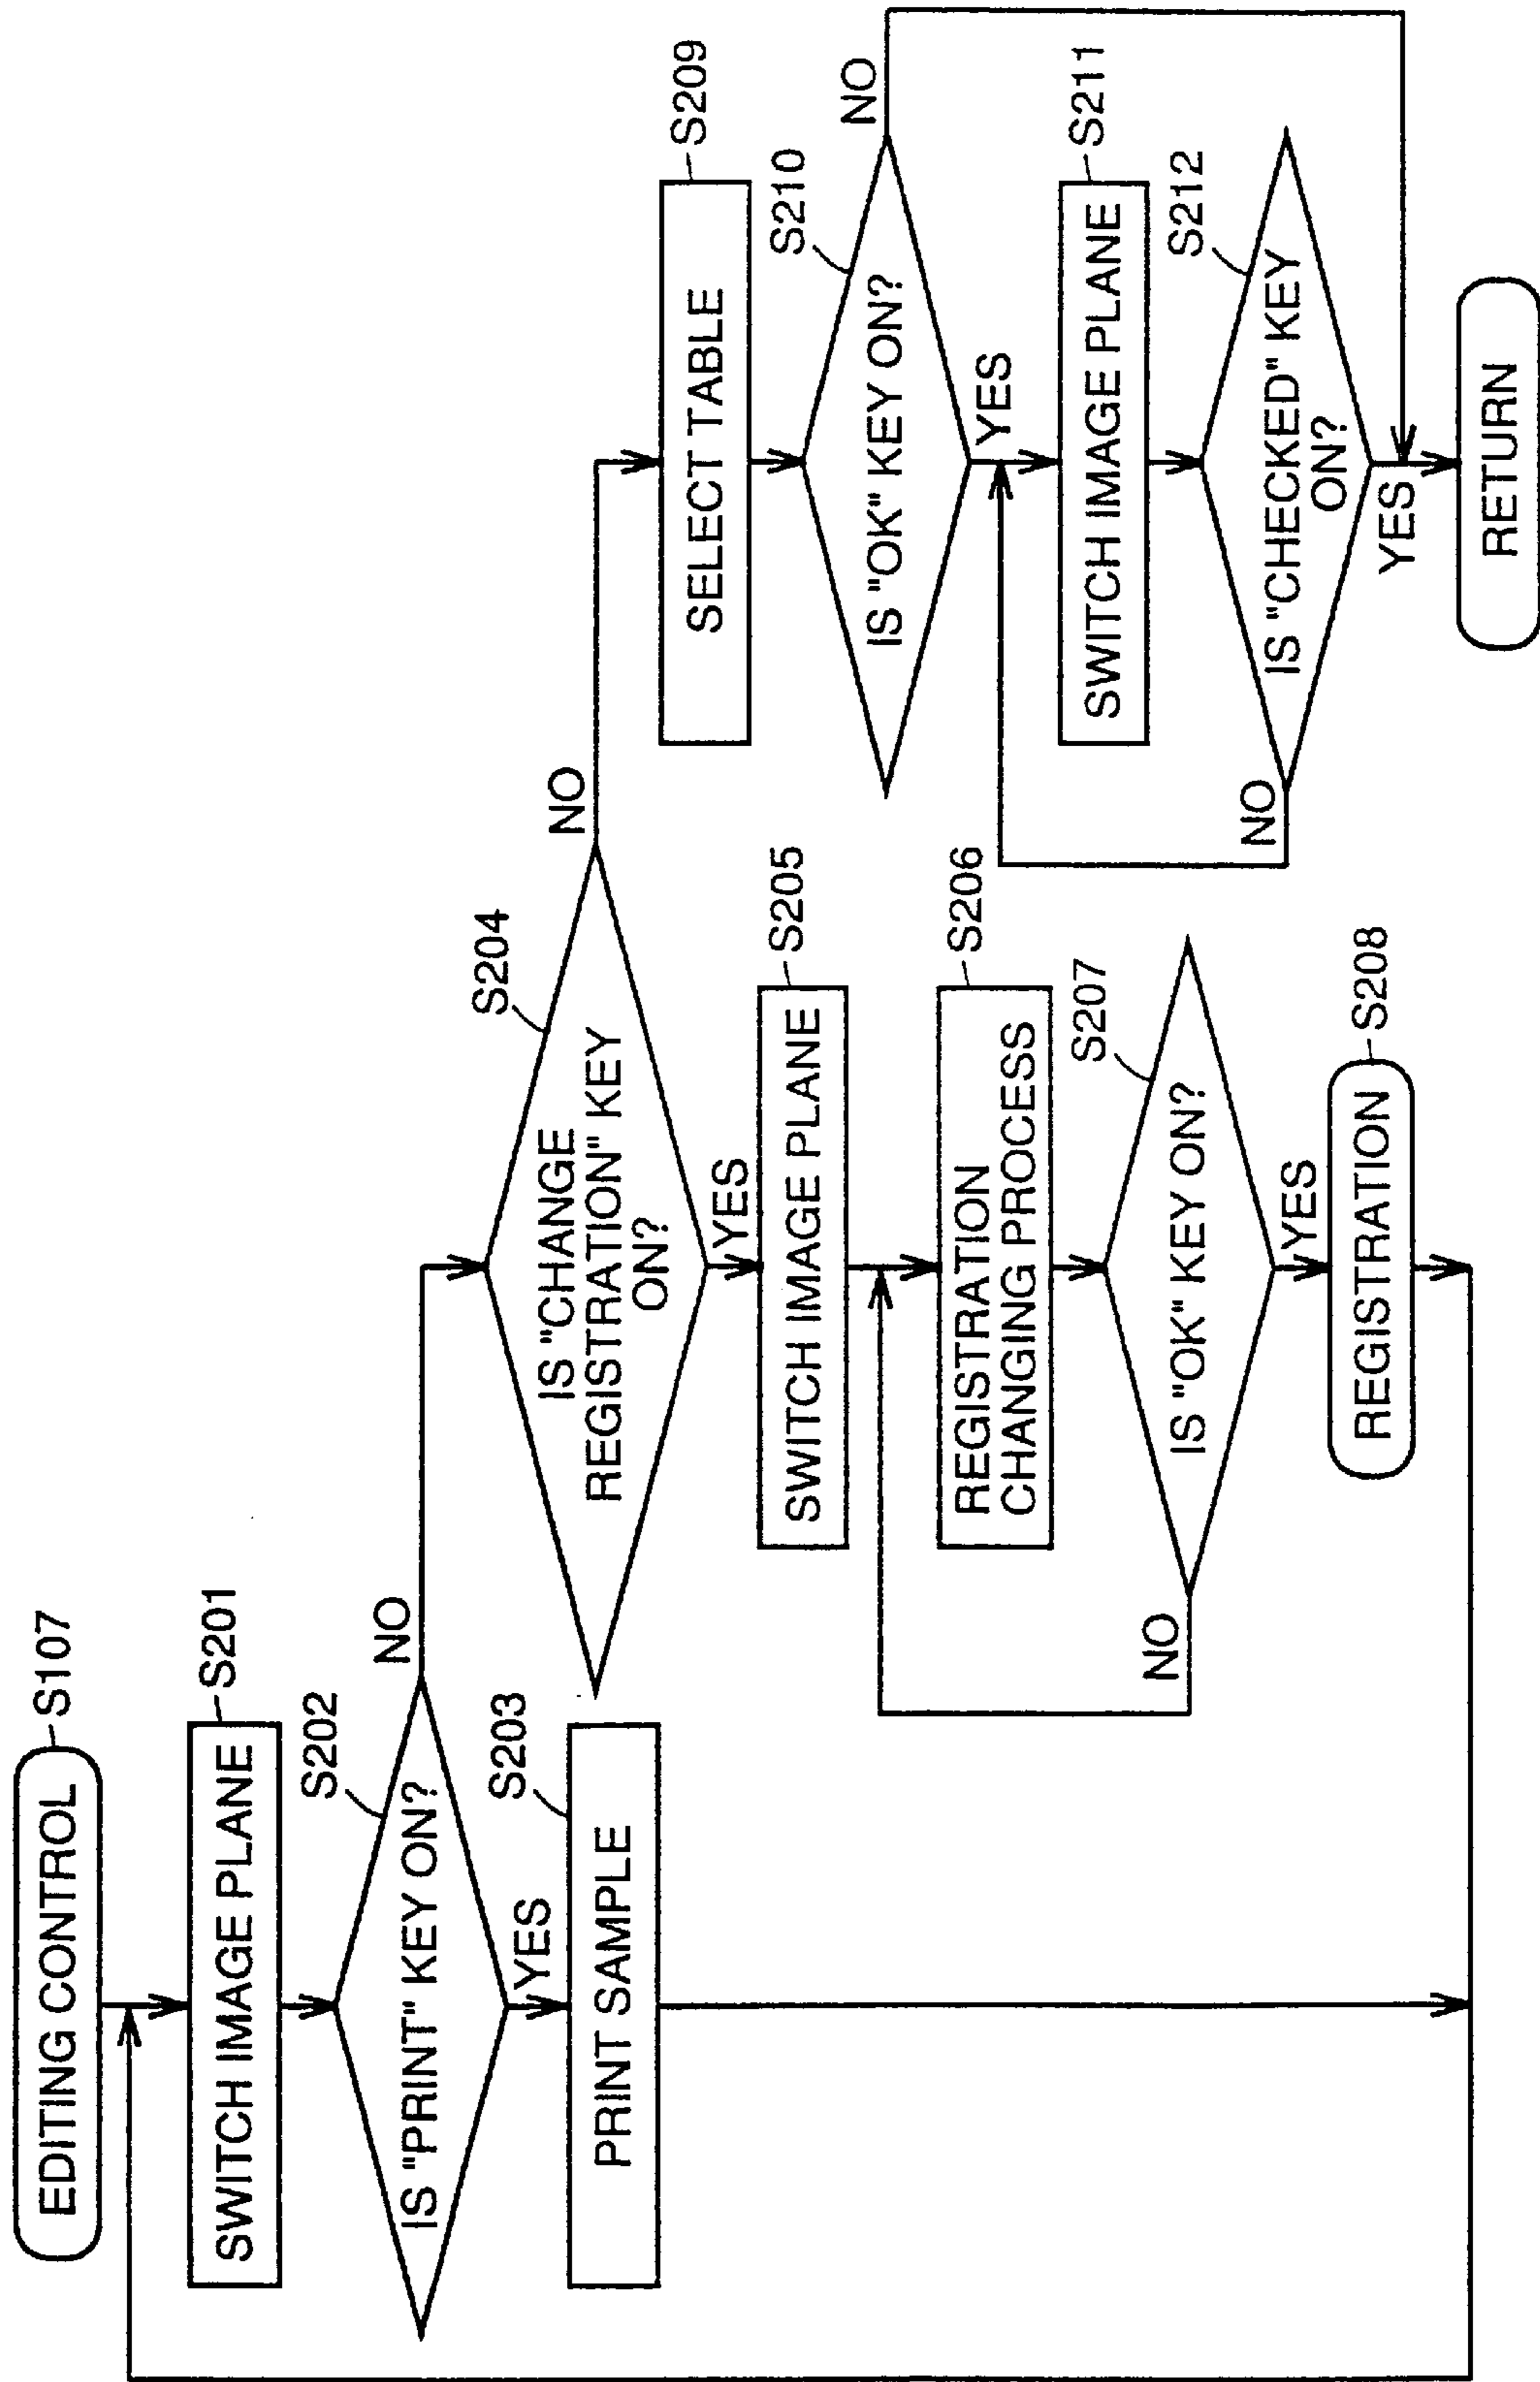 EDITING CONTROL
S107
SWITCH IMAGE PLANE
S201
S202
IS "PRINT" KEY ON?
NO
YES
S203
PRINT SAMPLE
S204
IS "CHANGE
REGISTRATION" KEY
ON?
NO
YES
S205
SWITCH IMAGE PLANE
S206
REGISTRATION
CHANGING PROCESS
S207
IS "OK" KEY ON?
NO
YES
S208
REGISTRATION
S209
SELECT TABLE
S210
IS "OK" KEY ON?
NO
YES
S211
SWITCH IMAGE PLANE
S212
IS "CHECKED" KEY
ON?
NO
YES
RETURN